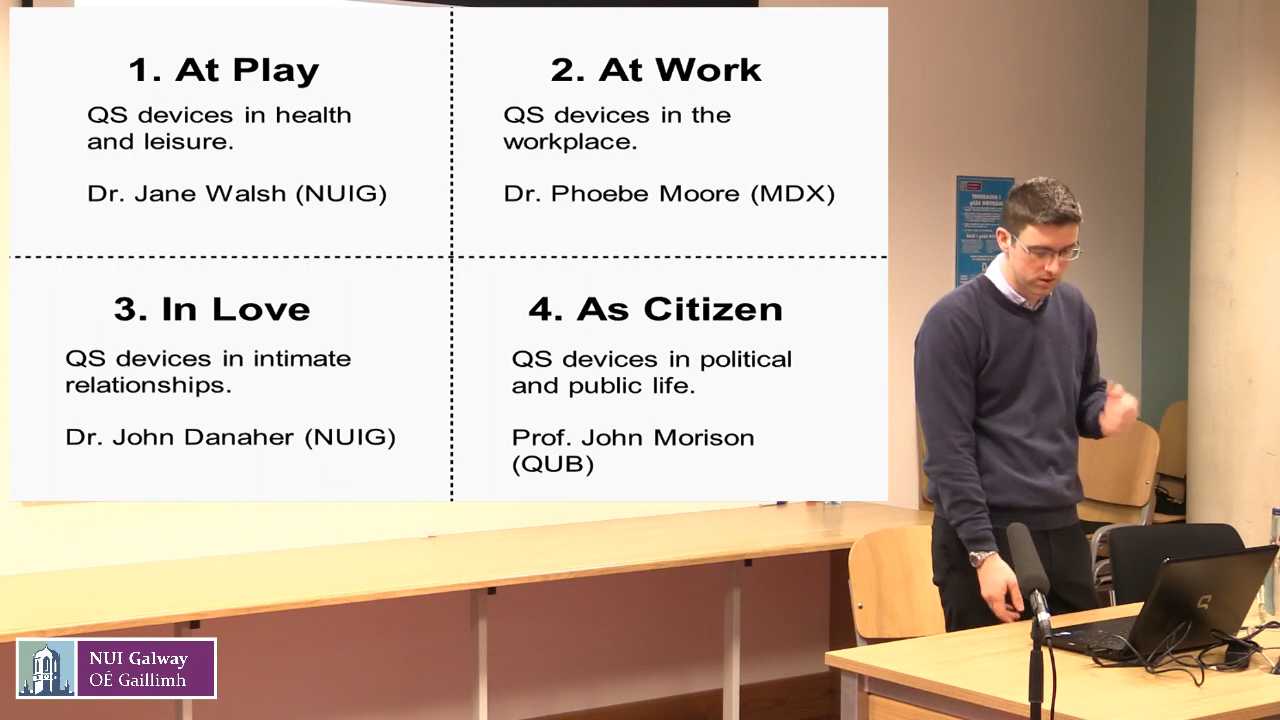 1. At Play
QS devices in health
and leisure.
Dr. Jane Walsh (NUIG)
2. At Work
QS devices in the
workplace.
Dr. Phoebe Moore (MDX)
3. In Love
QS devices in intimate
relationships.
Dr. John Danaher (NUIG)
4. As Citizen
QS devices in political
and public life.
Prof. John Morison
(QUB)
NUI Galway
OÉ Gaillimh